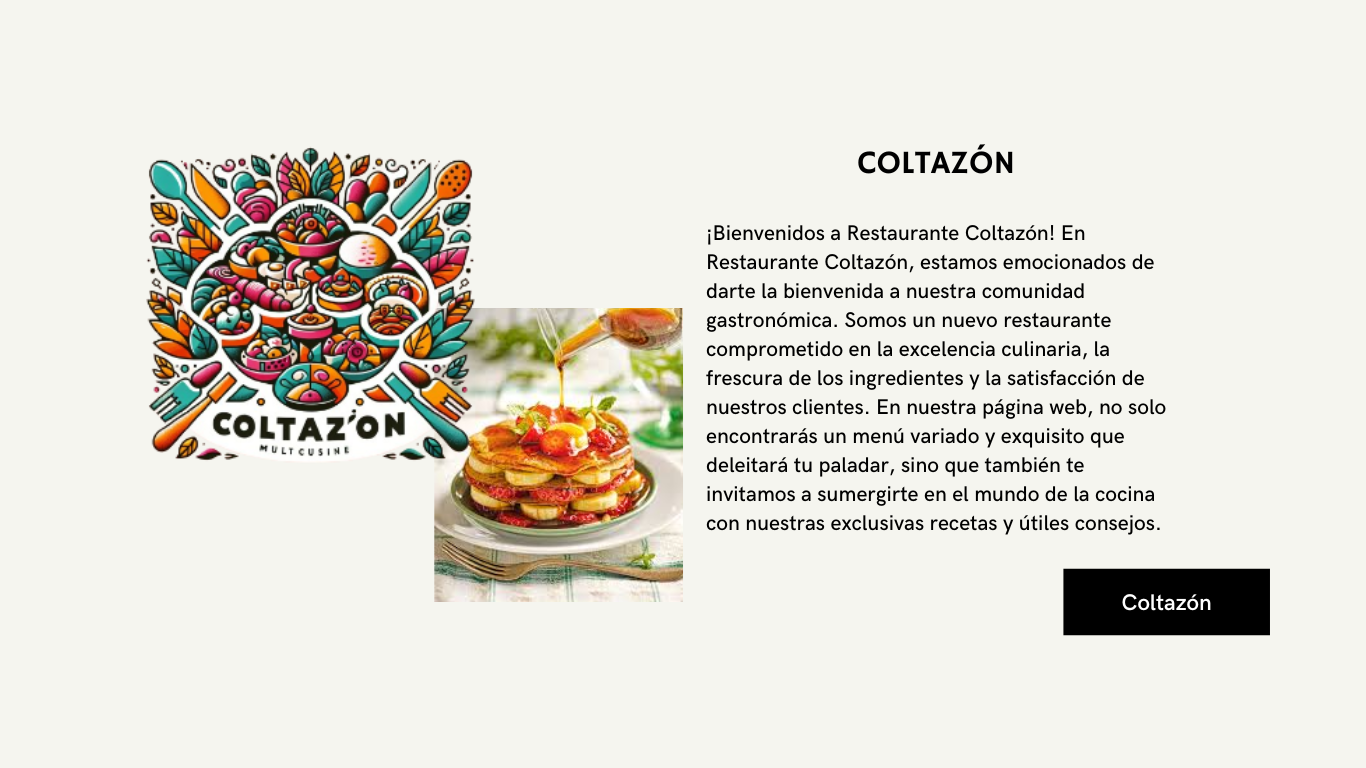 COLTAZ'ON
MULTCUSINE
COLTAZÓN
¡Bienvenidos a Restaurante Coltazón! En
Restaurante Coltazón, estamos emocionados de
darte la bienvenida a nuestra comunidad
gastronómica. Somos un nuevo restaurante
comprometido en la excelencia culinaria, la
frescura de los ingredientes y la satisfacción de
nuestros clientes. En nuestra página web, no solo
encontrarás un menú variado y exquisito que
deleitará tu paladar, sino que también te
invitamos a sumergirte en el mundo de la cocina
con nuestras exclusivas recetas y útiles consejos.
Coltazón